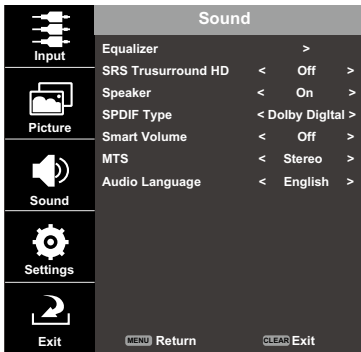 Sound
Input
Picture
Sound
Settings
Exit
Equalizer >
SRS Trusurround HD < Off >
Speaker < On >
SPDIF Type < Dolby Digltal >
Smart Volume < Off >
MTS < Stereo >
Audio Language < English >
MENU Return CLEAR Exit